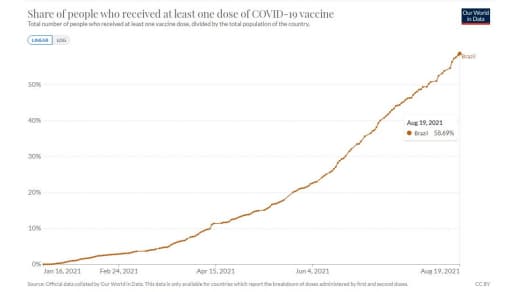 Share of people who received at least one dose of COVID-19 vaccine
Total number of people who received at least one vaccine dose, divided by the total population of the country.
Our World
in Data
LINEAR LOG
50%
40%
30%
20%
10%
0%
Brazil
Aug 19, 2021
Brazil 58.69%
Jan 16, 2021 Feb 24, 2021 Apr 15, 2021 Jun 4, 2021 Aug 19, 2021
Source: Official data collated by Our World in Data. This data is only available for countries which report the breakdown of doses administered by first and second doses. CC BY